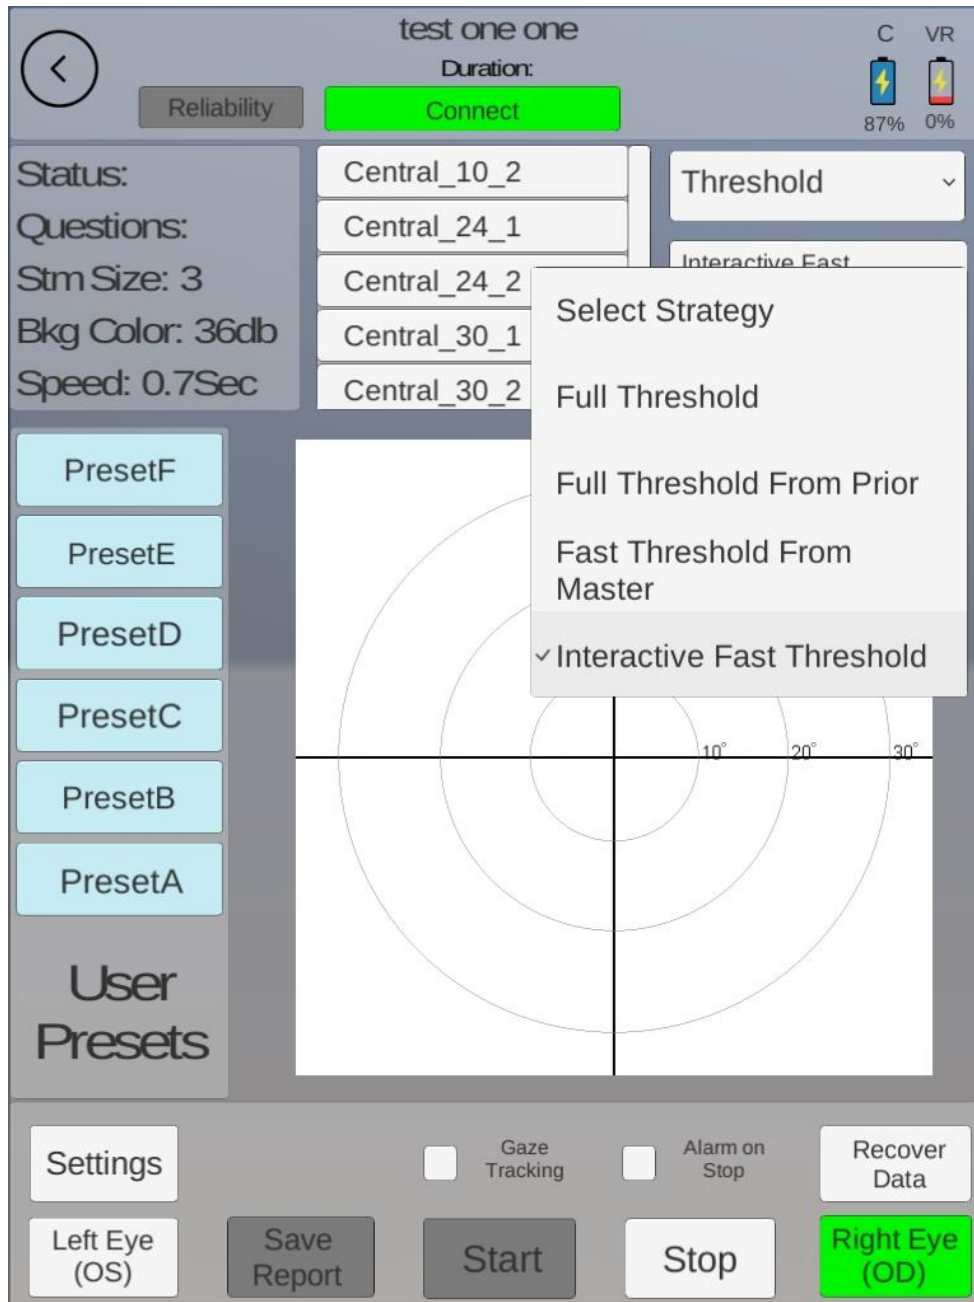 test one one
C VR
Duration:
Reliability
Connect
87% 0%
Status:
Questions:
Stm Size: 3
Bkg Color: 36db
Speed: 0.7Sec
Central_10_2
Central_24_1
Central_24_2
Central_30_1
Central_30_2
Threshold
Interactive Fast
Select Strategy
Full Threshold
Full Threshold From Prior
Fast Threshold From
Master
Interactive Fast Threshold
PresetF
PresetE
PresetD
PresetC
PresetB
PresetA
User
Presets
10° 20° 30°
Settings
Gaze
Tracking
Alarm on
Stop
Recover
Data
Left Eye
(OS)
Save
Report
Start
Stop
Right Eye
(OD)